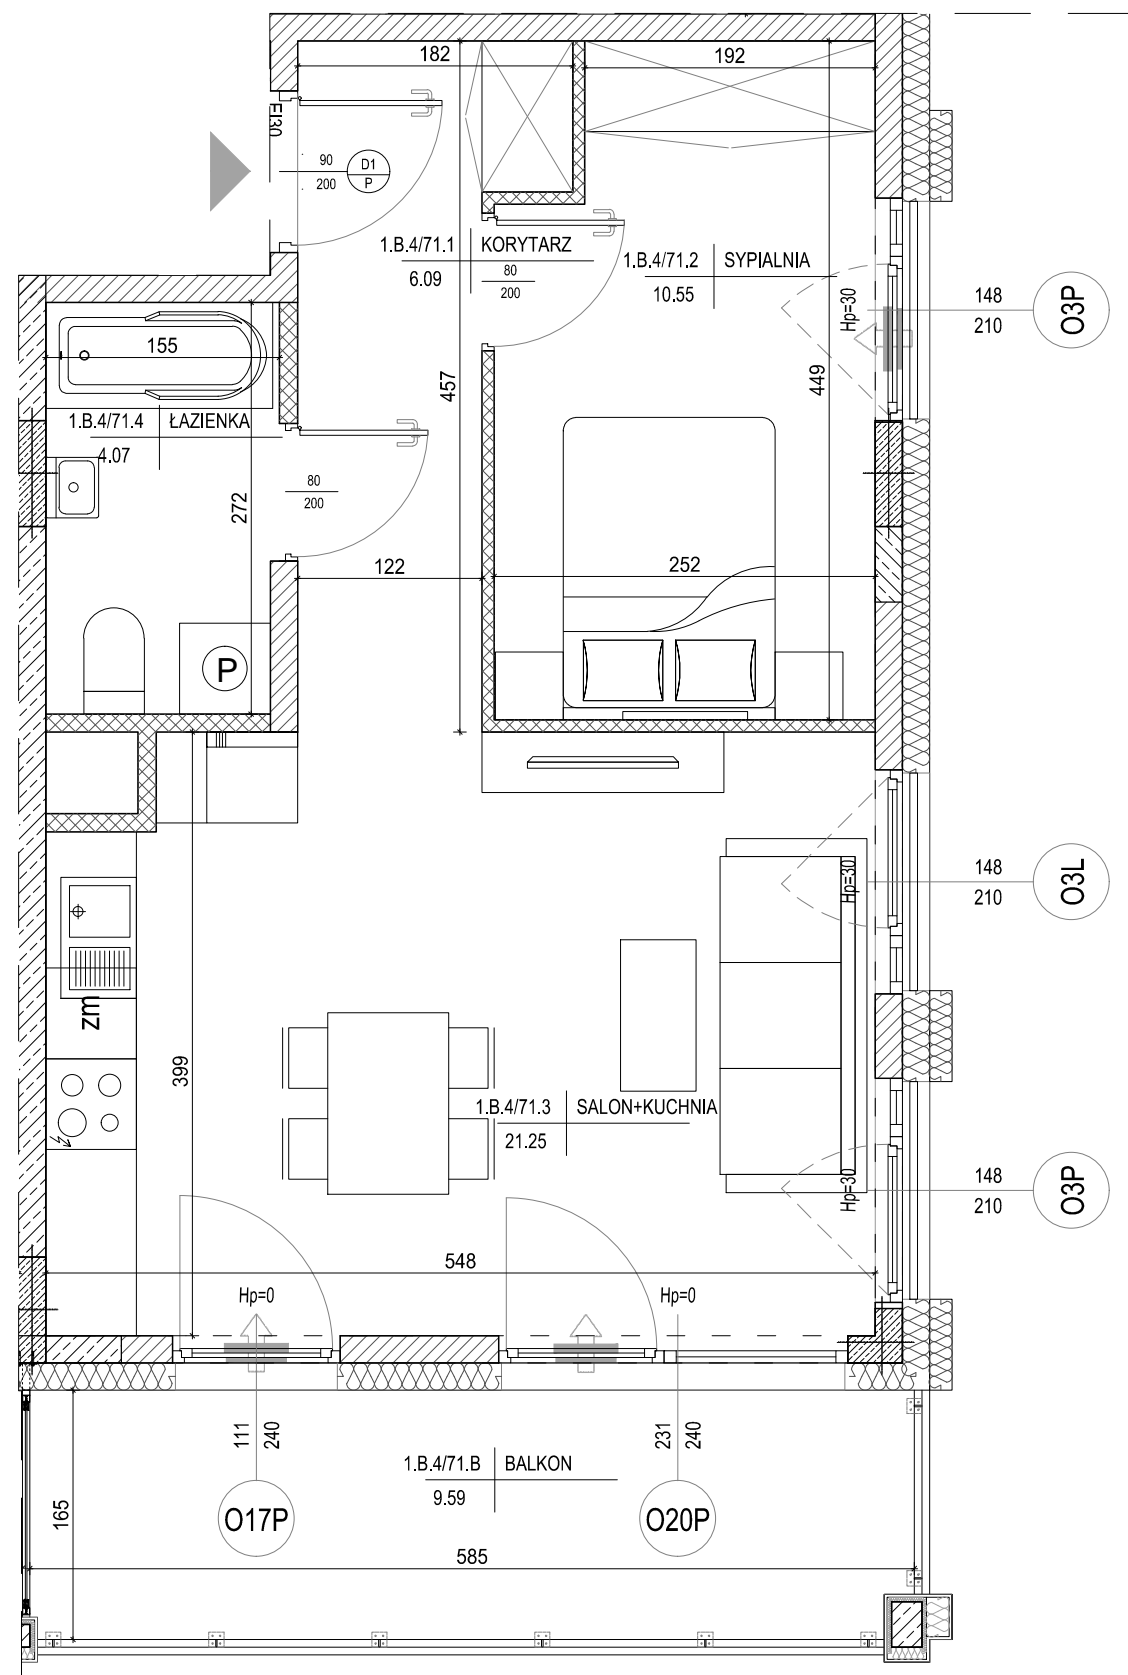 182
192
EI30
90
200
D1
P
1.B.4/71.1 KORYTARZ
6.09
80
200
1.B.4/71.2 SYPIALNIA
10.55
Hp=30
148
210
O3P
155
457
449
1.B.4/71.4 ŁAZIENKA
4.07
80
200
272
122
252
P
Hp=30
148
210
O3L
zm
399
1.B.4/71.3 SALON+KUCHNIA
21.25
Hp=30
148
210
O3P
548
Hp=0
Hp=0
111
240
231
240
1.B.4/71.B BALKON
9.59
165
O17P
O20P
585